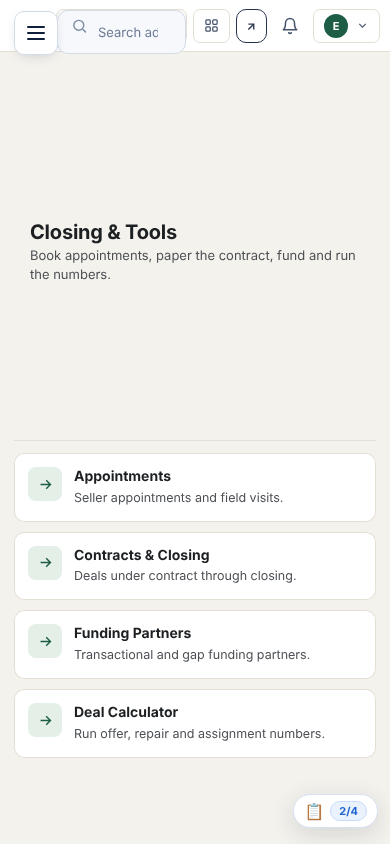 Search ad
E
Closing & Tools
Book appointments, paper the contract, fund and run
the numbers.
Appointments
Seller appointments and field visits.
Contracts & Closing
Deals under contract through closing.
Funding Partners
Transactional and gap funding partners.
Deal Calculator
Run offer, repair and assignment numbers.
2/4